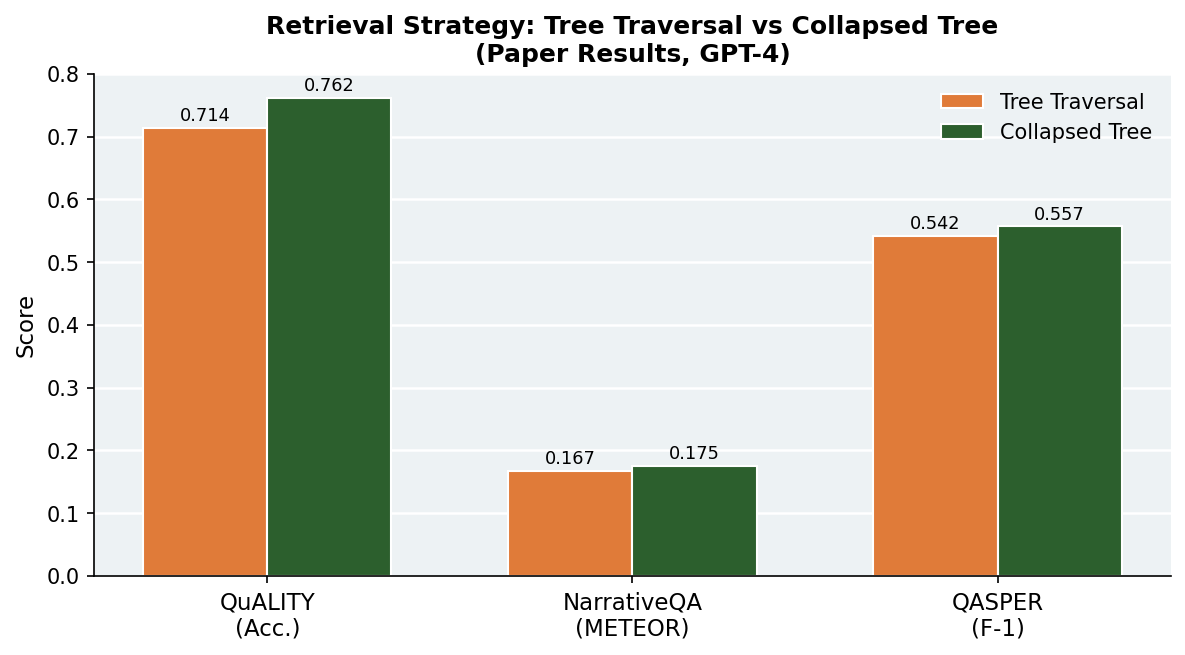 Retrieval Strategy: Tree Traversal vs Collapsed Tree
(Paper Results, GPT-4)
Tree Traversal
Collapsed Tree
Score
0.8
0.7
0.6
0.5
0.4
0.3
0.2
0.1
0.0
0.714
0.762
0.167
0.175
0.542
0.557
QuALITY
(Acc.)
NarrativeQA
(METEOR)
QASPER
(F-1)